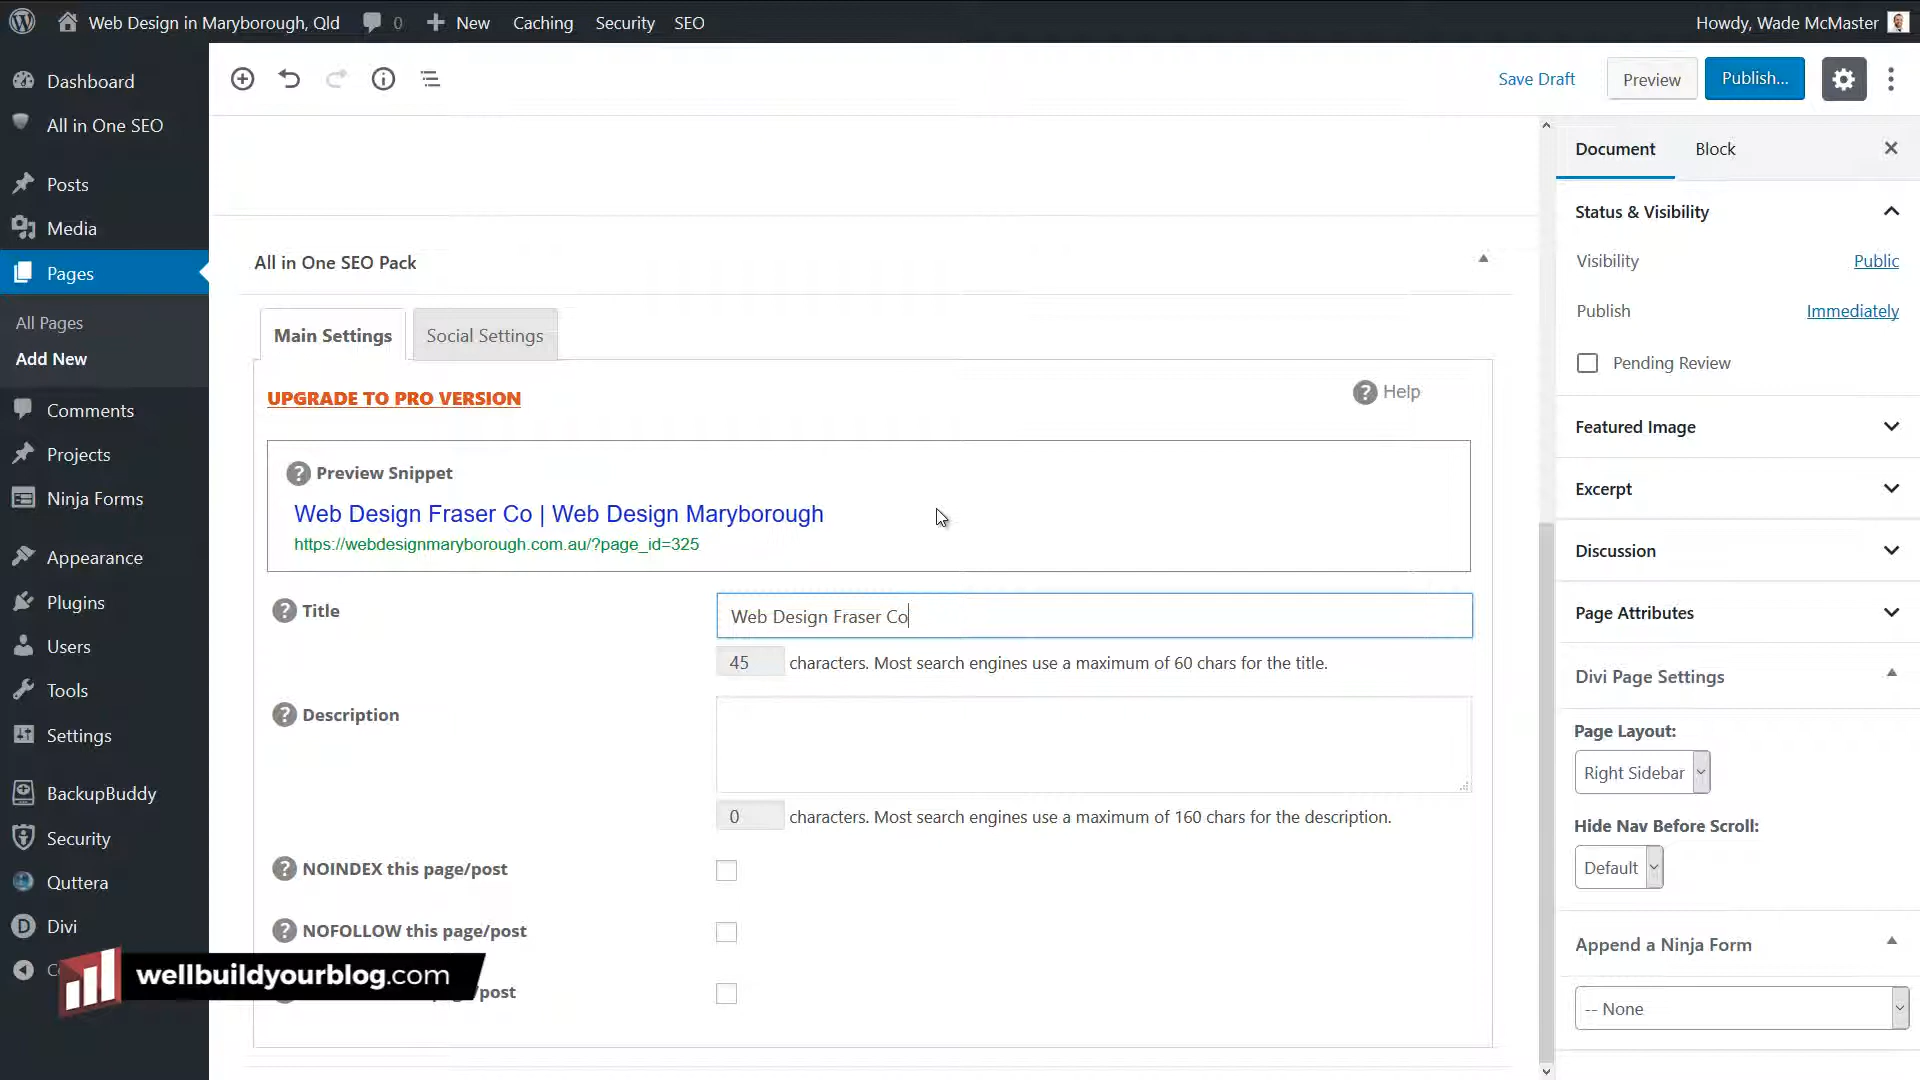 Web Design in Maryborough, Qld 0 New Caching Security SEO Howdy, Wade McMaster
Dashboard
All in One SEO
Posts
Media
Pages
All Pages
Add New
Comments
Projects
Ninja Forms
Appearance
Plugins
Users
Tools
Settings
BackupBuddy
Security
Quttera
Divi
Save Draft Preview Publish...
All in One SEO Pack
Main Settings Social Settings
UPGRADE TO PRO VERSION
Help
Preview Snippet
Web Design Fraser Co | Web Design Maryborough
https://webdesignmaryborough.com.au/?page_id=325
Title
Web Design Fraser Co
45 characters. Most search engines use a maximum of 60 chars for the title.
Description
0 characters. Most search engines use a maximum of 160 chars for the description.
NOINDEX this page/post
NOFOLLOW this page/post
wellbuildyourblog.com
Document Block
Status & Visibility
Visibility Public
Publish Immediately
Pending Review
Featured Image
Excerpt
Discussion
Page Attributes
Divi Page Settings
Page Layout:
Right Sidebar
Hide Nav Before Scroll:
Default
Append a Ninja Form
-- None